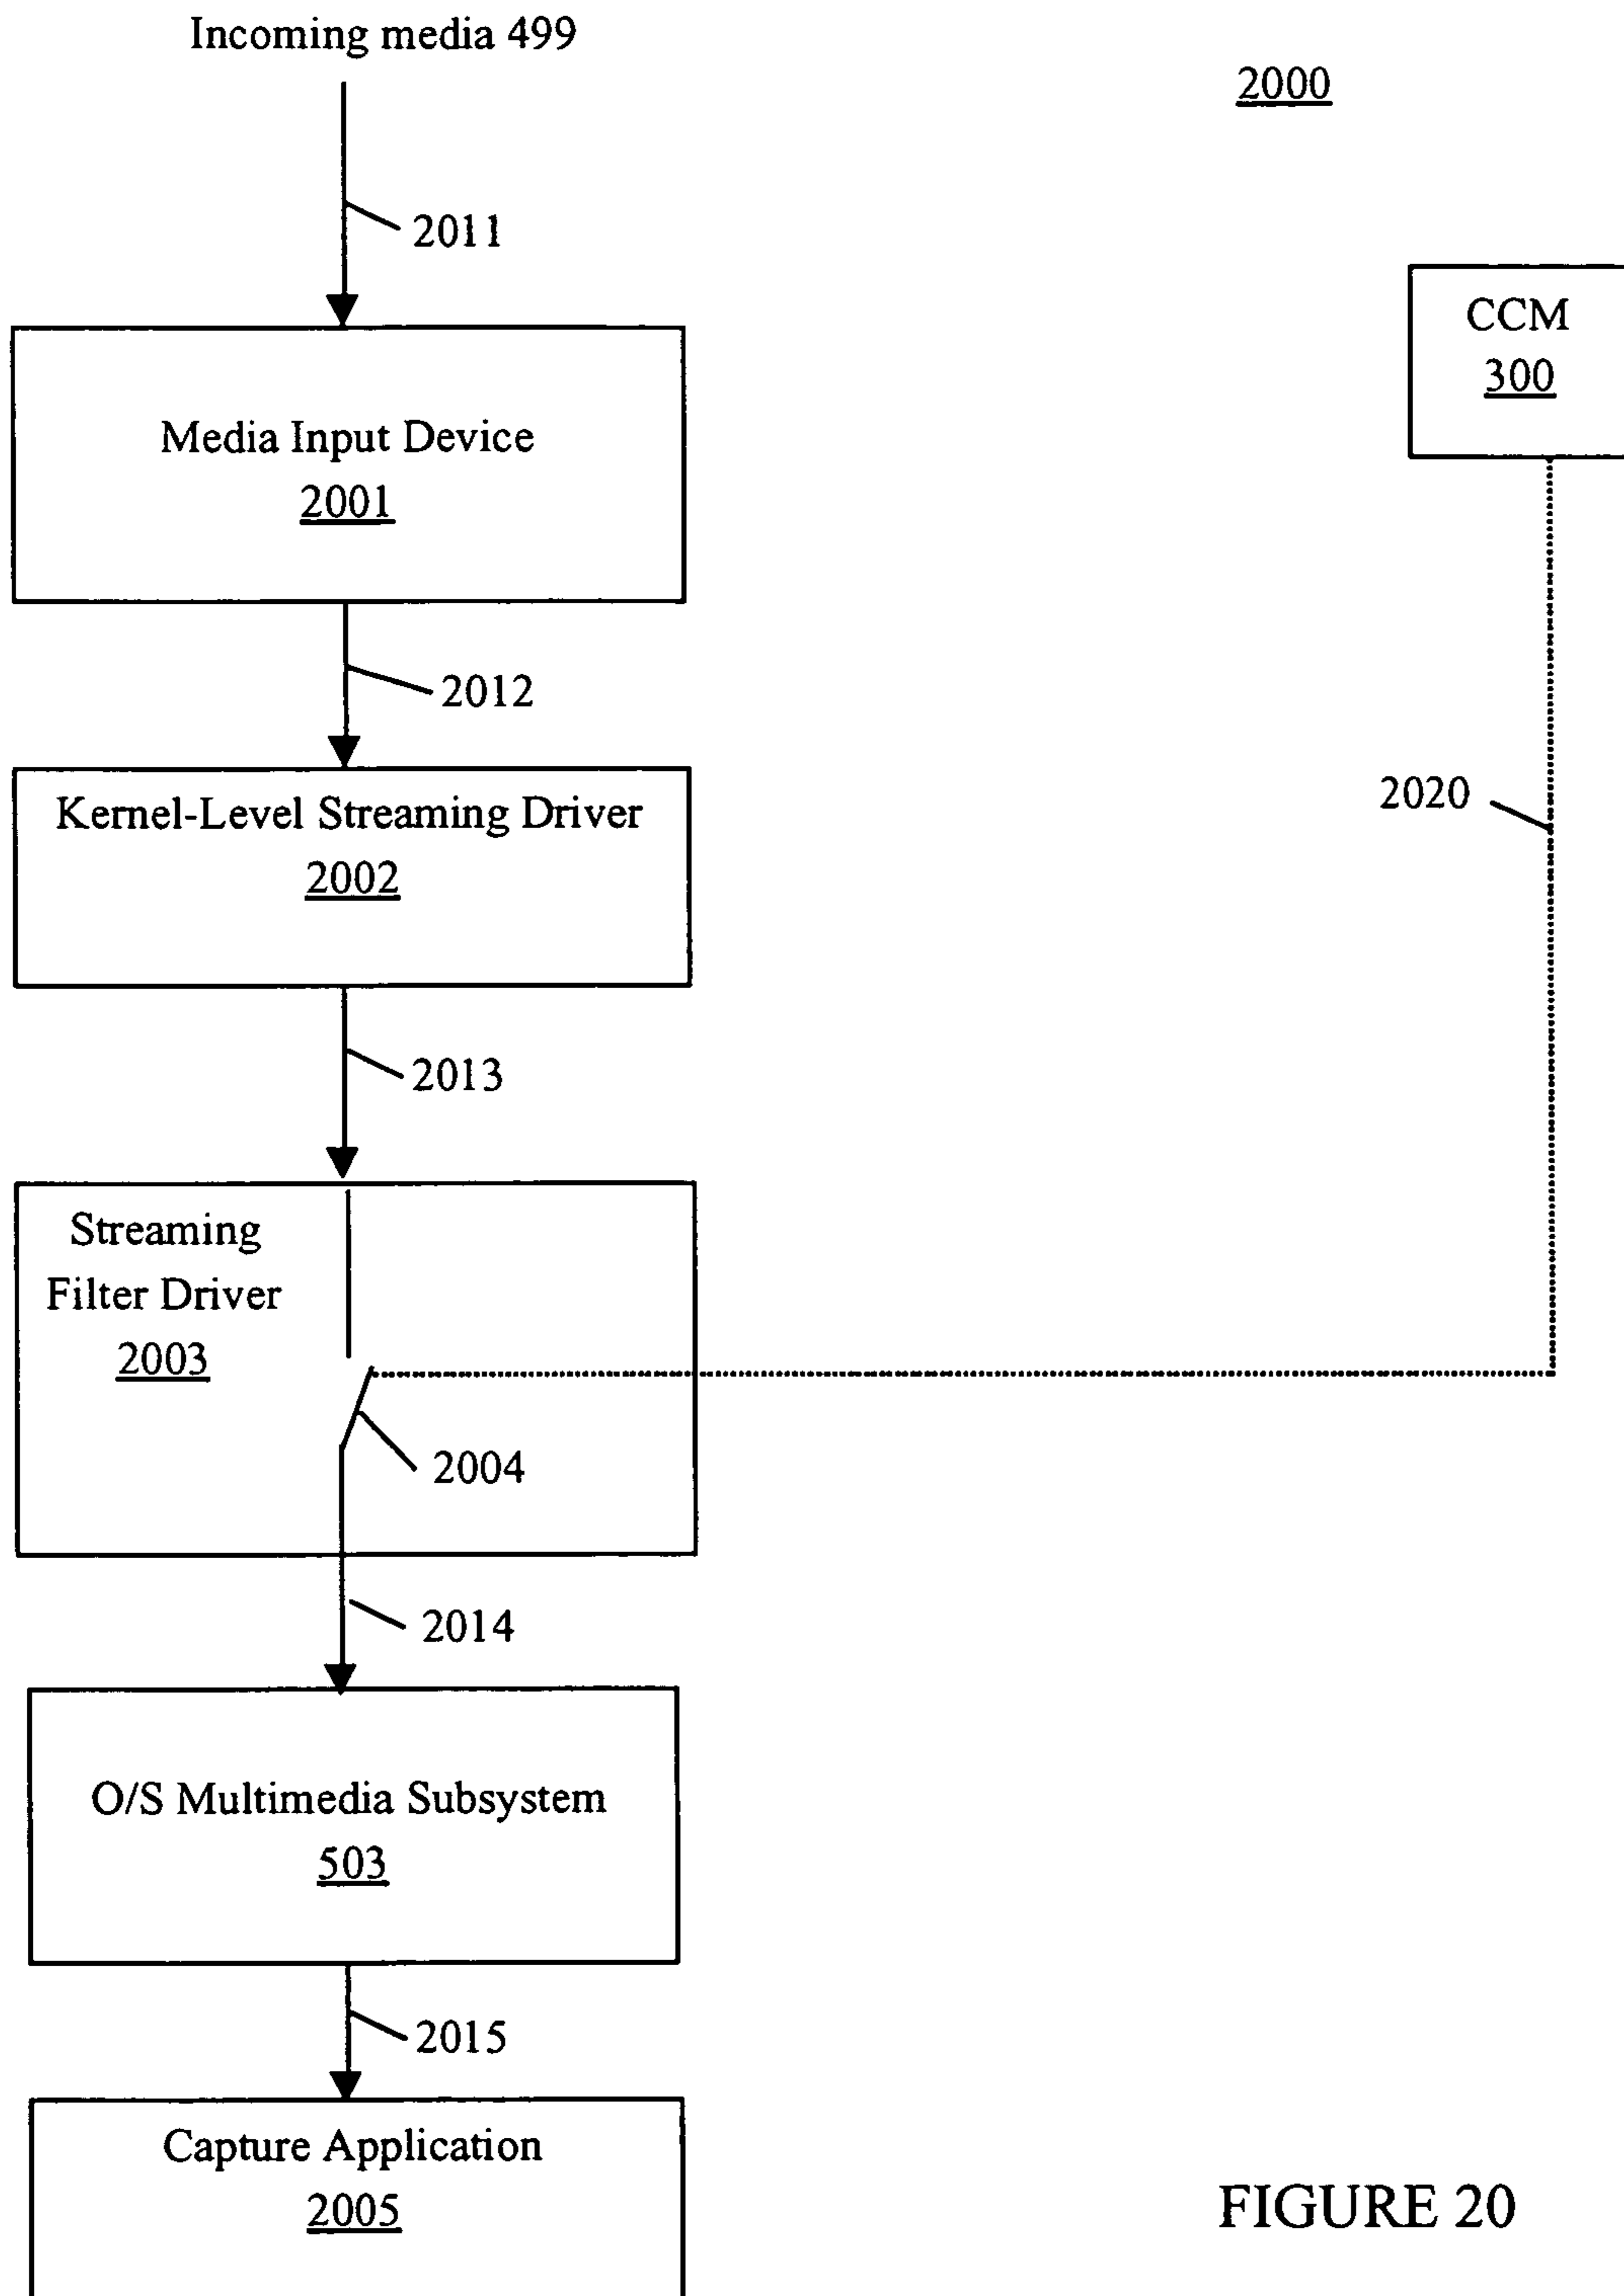 Incoming media 499
2000
2011
CCM
300
Media Input Device
2001
2012
Kernel-Level Streaming Driver
2002
2020
2013
Streaming
Filter Driver
2003
2004
2014
O/S Multimedia Subsystem
503
2015
Capture Application
2005
FIGURE 20